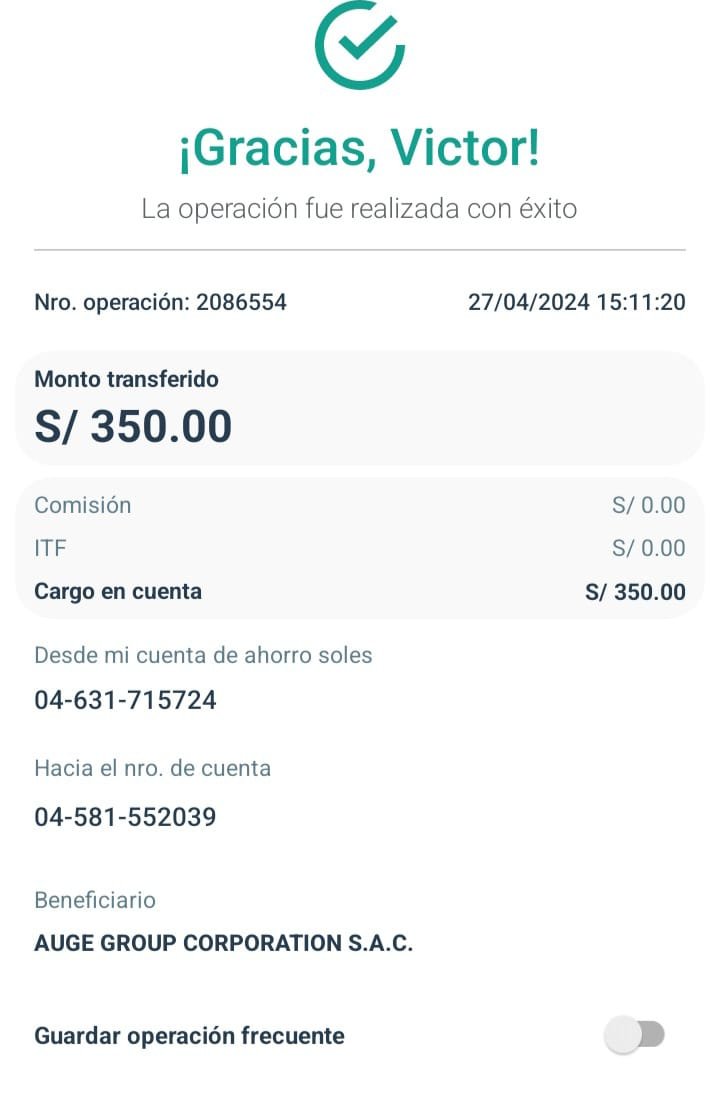 ¡Gracias, Victor!
La operación fue realizada con éxito
Nro. operación: 2086554 27/04/2024 15:11:20
Monto transferido
S/ 350.00
Comisión S/ 0.00
ITF S/ 0.00
Cargo en cuenta S/ 350.00
Desde mi cuenta de ahorro soles
04-631-715724
Hacia el nro. de cuenta
04-581-552039
Beneficiario
AUGE GROUP CORPORATION S.A.C.
Guardar operación frecuente